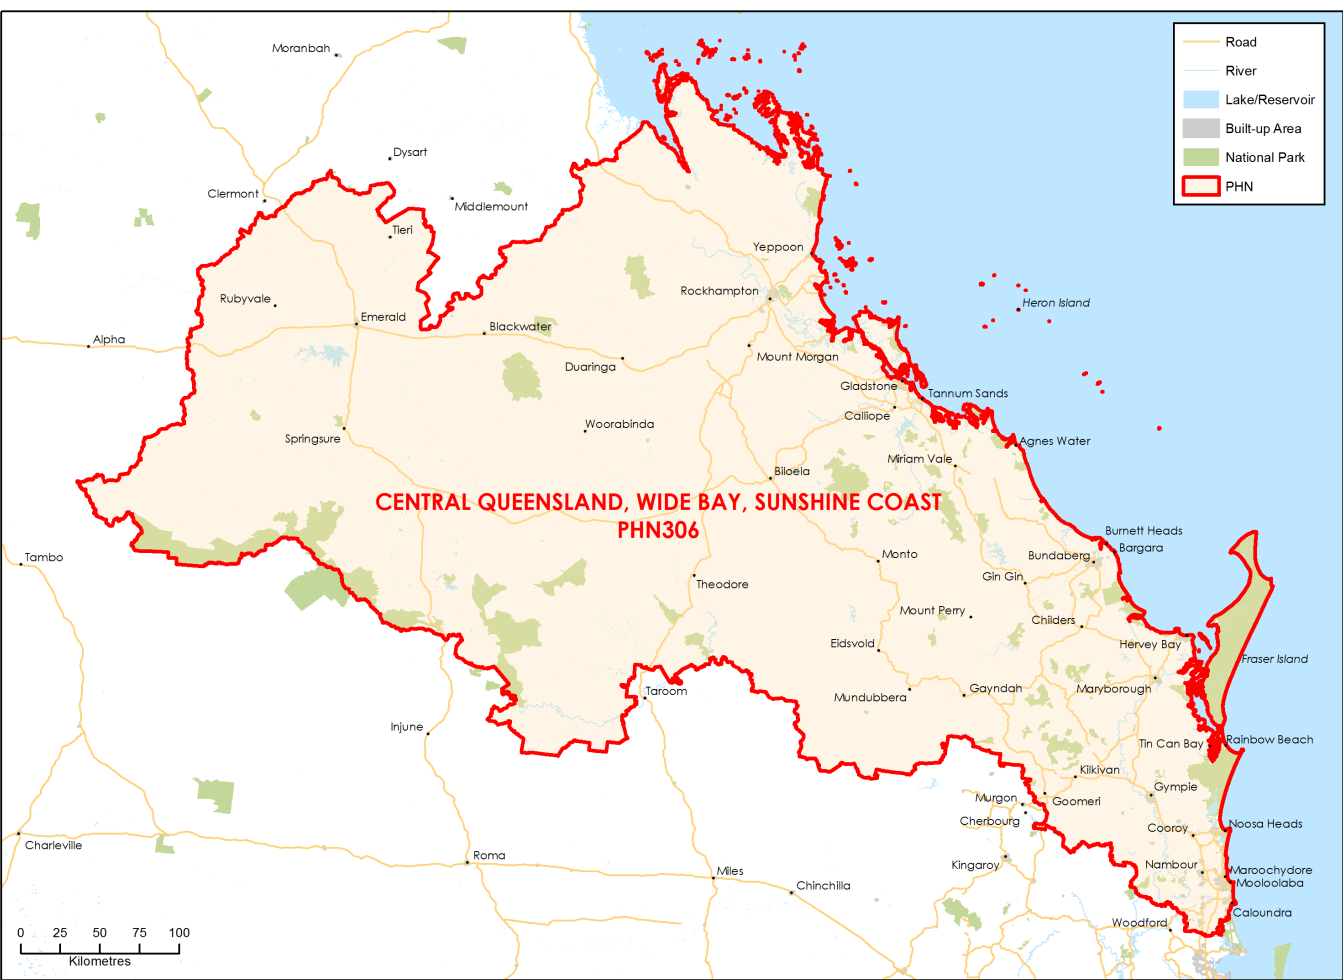 Moranbah
Road
River
Lake/Reservoir
Built-up Area
National Park
PHN
Dysart
Clermont
Middlemount
Tieri
Yeppoon
Rockhampton
Rubyvale
Heron Island
Emerald
Blackwater
Alpha
Duaringa
Mount Morgan
Gladstone
Tannum Sands
Calliope
Woorabinda
Springsure
Agnes Water
Miriam Vale
Biloela
CENTRAL QUEENSLAND, WIDE BAY, SUNSHINE COAST
PHN306
Burnett Heads
Bargara
Bundaberg
Tambo
Monto
Gin Gin
Theodore
Mount Perry
Childers
Eidsvold
Hervey Bay
Fraser Island
Taroom
Mundubbera
Gayndah
Maryborough
Injune
Tin Can Bay
Rainbow Beach
Kilkivan
Gympie
Murgon
Goomeri
Cherbourg
Cooroy
Noosa Heads
Charleville
Roma
Kingaroy
Nambour
Maroochydore
Mooloolaba
Miles
Chinchilla
Woodford
Caloundra
0 25 50 75 100
Kilometres